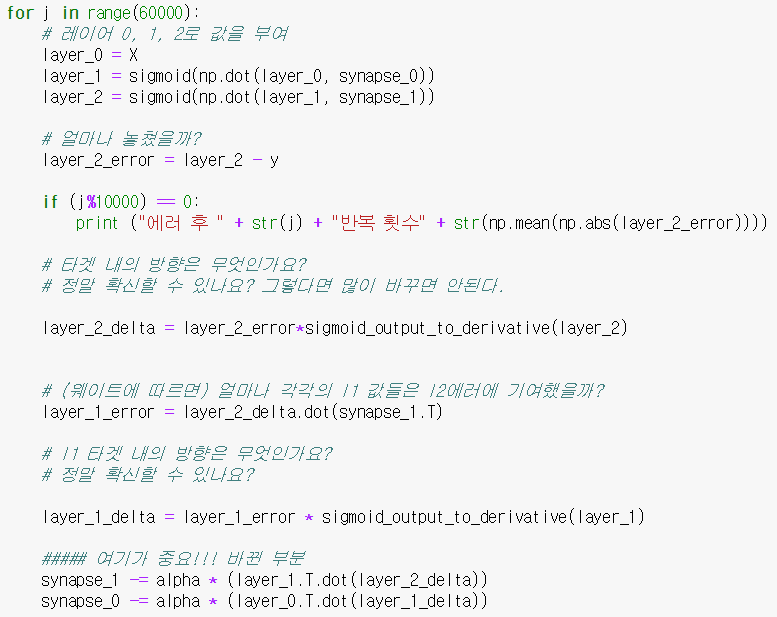 for j in range(60000):
    # 레이어 0, 1, 2로 값을 부여
    layer_0 = X
    layer_1 = sigmoid(np.dot(layer_0, synapse_0))
    layer_2 = sigmoid(np.dot(layer_1, synapse_1))
    # 얼마나 놓쳤을까?
    layer_2_error = layer_2 - y
    if (j%10000) == 0:
        print ("에러 후 " + str(j) + "반복 횟수" + str(np.mean(np.abs(layer_2_error))))
    # 타겟 내의 방향은 무엇인가요?
    # 정말 확신할 수 있나요? 그렇다면 많이 바꾸면 안된다.
    layer_2_delta = layer_2_error*sigmoid_output_to_derivative(layer_2)
    # (웨이트에 따르면) 얼마나 각각의 l1 값들은 l2에러에 기여했을까?
    layer_1_error = layer_2_delta.dot(synapse_1.T)
    # l1 타겟 내의 방향은 무엇인가요?
    # 정말 확신할 수 있나요?
    layer_1_delta = layer_1_error * sigmoid_output_to_derivative(layer_1)
    ##### 여기가 중요!!! 바뀐 부분
    synapse_1 -= alpha * (layer_1.T.dot(layer_2_delta))
    synapse_0 -= alpha * (layer_0.T.dot(layer_1_delta))